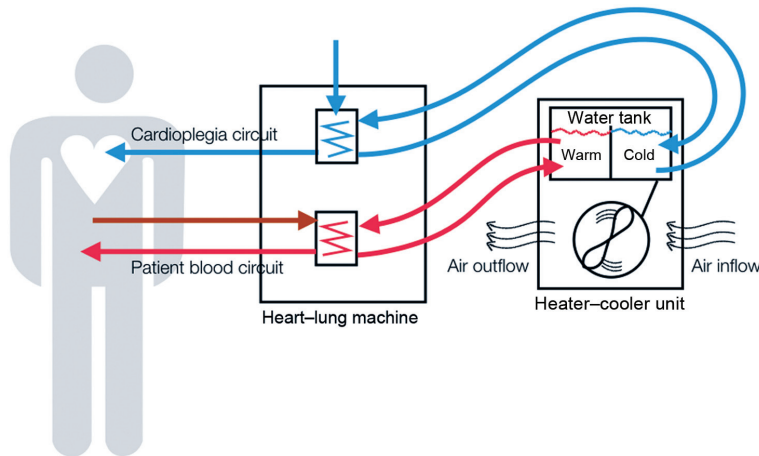 Water tank
Cardioplegia circuit
Warm
Cold
Patient blood circuit
Air outflow
Air inflow
Heart–lung machine
Heater–cooler unit